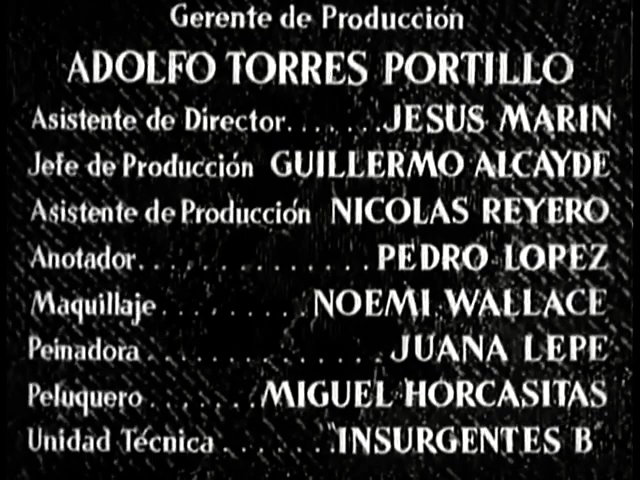 Gerente de Producción
ADOLFO TORRES PORTILLO
Asistente de Director.......JESUS MARIN
Jefe de Producción GUILLERMO ALCAYDE
Asistente de Producción NICOLAS REYERO
Anotador...............PEDRO LOPEZ
Maquillaje.........NOEMI WALLACE
Peinadora...............JUANA LEPE
Peluquero.......MIGUEL HORCASITAS
Unidad Técnica........"INSURGENTES B"